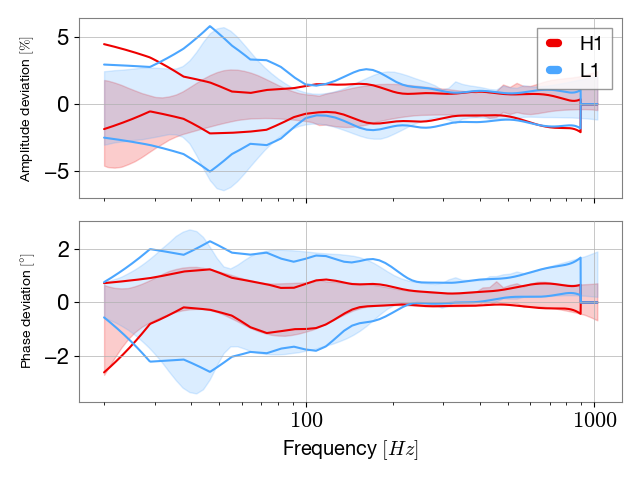 5
0
−5
Amplitude deviation [%]
H1
L1
2
0
−2
Phase deviation [°]
100
1000
Frequency [Hz]